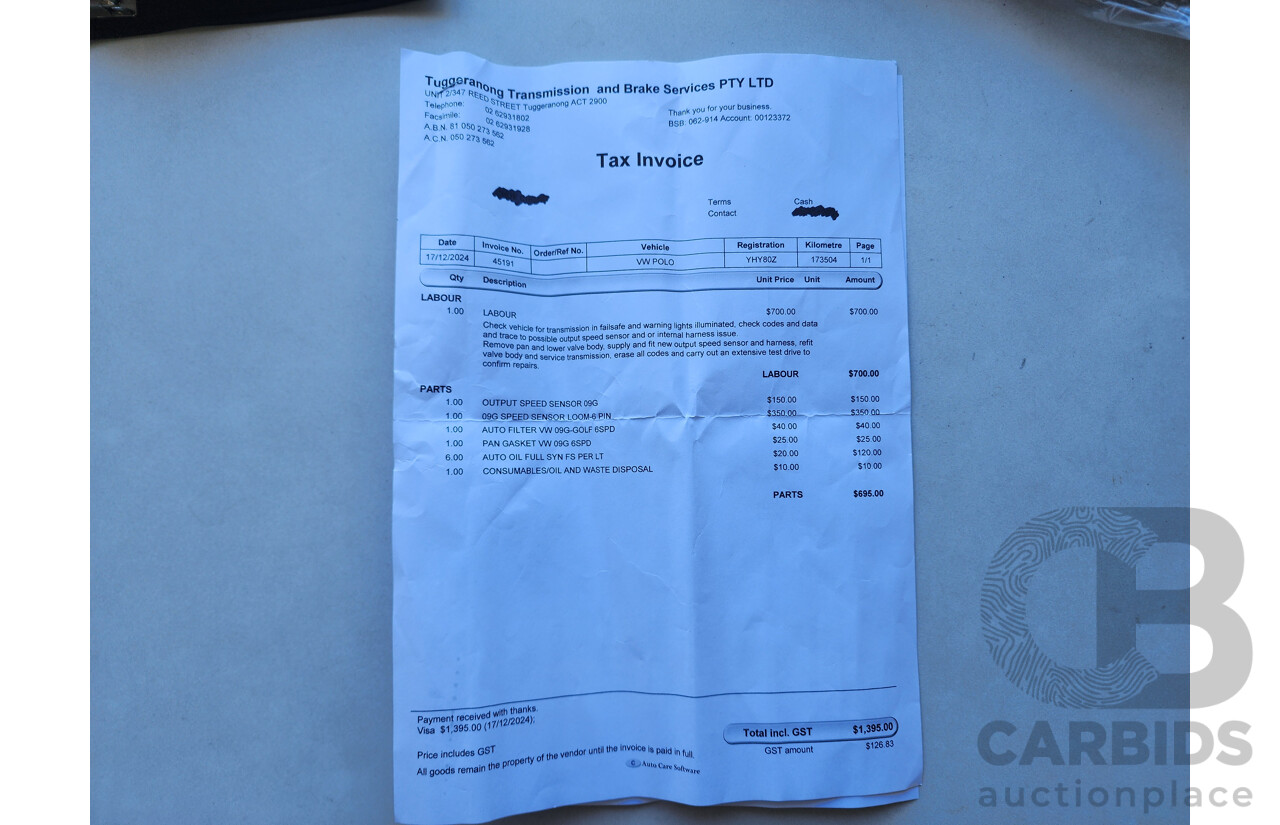 Tuggeranong Transmission and Brake Services PTY LTD
UNIT 2/347 REED STREET Tuggeranong ACT 2900
Telephone: 02 62931802
Facsimile: 02 62931928
A.B.N. 81 050 273 562
A.C.N. 050 273 562
Thank you for your business.
BSB: 062-914 Account: 00123372
Tax Invoice
Terms Cash
Contact
Date Invoice No. Order/Ref No. Vehicle Registration Kilometre Page
17/12/2024 45191 VW POLO YHY80Z 173504 1/1
Qty Description Unit Price Unit Amount
LABOUR
1.00 LABOUR $700.00 $700.00
Check vehicle for transmission in failsafe and warning lights illuminated, check codes and data
and trace to possible output speed sensor and or internal harness issue.
Remove pan and lower valve body, supply and fit new output speed sensor and harness, refit
valve body and service transmission, erase all codes and carry out an extensive test drive to
confirm repairs.
LABOUR $700.00
PARTS
1.00 OUTPUT SPEED SENSOR 09G $150.00 $150.00
1.00 09G SPEED SENSOR LOOM-6 PIN $350.00 $350.00
1.00 AUTO FILTER VW 09G-GOLF 6SPD $40.00 $40.00
1.00 PAN GASKET VW 09G 6SPD $25.00 $25.00
6.00 AUTO OIL FULL SYN FS PER LT $20.00 $120.00
1.00 CONSUMABLES/OIL AND WASTE DISPOSAL $10.00 $10.00
PARTS $695.00
Payment received with thanks.
Visa $1,395.00 (17/12/2024);
Total incl. GST $1,395.00
GST amount $126.83
Price includes GST
All goods remain the property of the vendor until the invoice is paid in full.
Auto Care Software
CB
CARBIDS
auctionplace